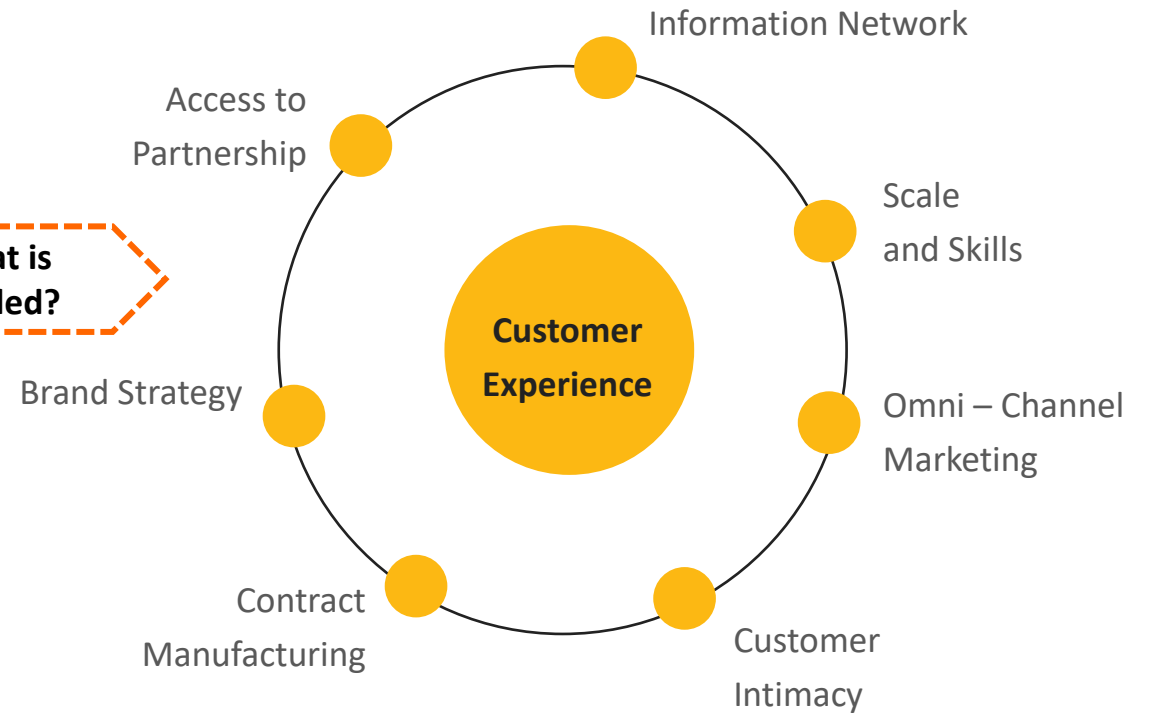 Information Network
Access to
Partnership
Scale
and Skills
is
Customer
Experience
Brand Strategy
Omni – Channel
Marketing
Contract
Manufacturing
Customer
Intimacy